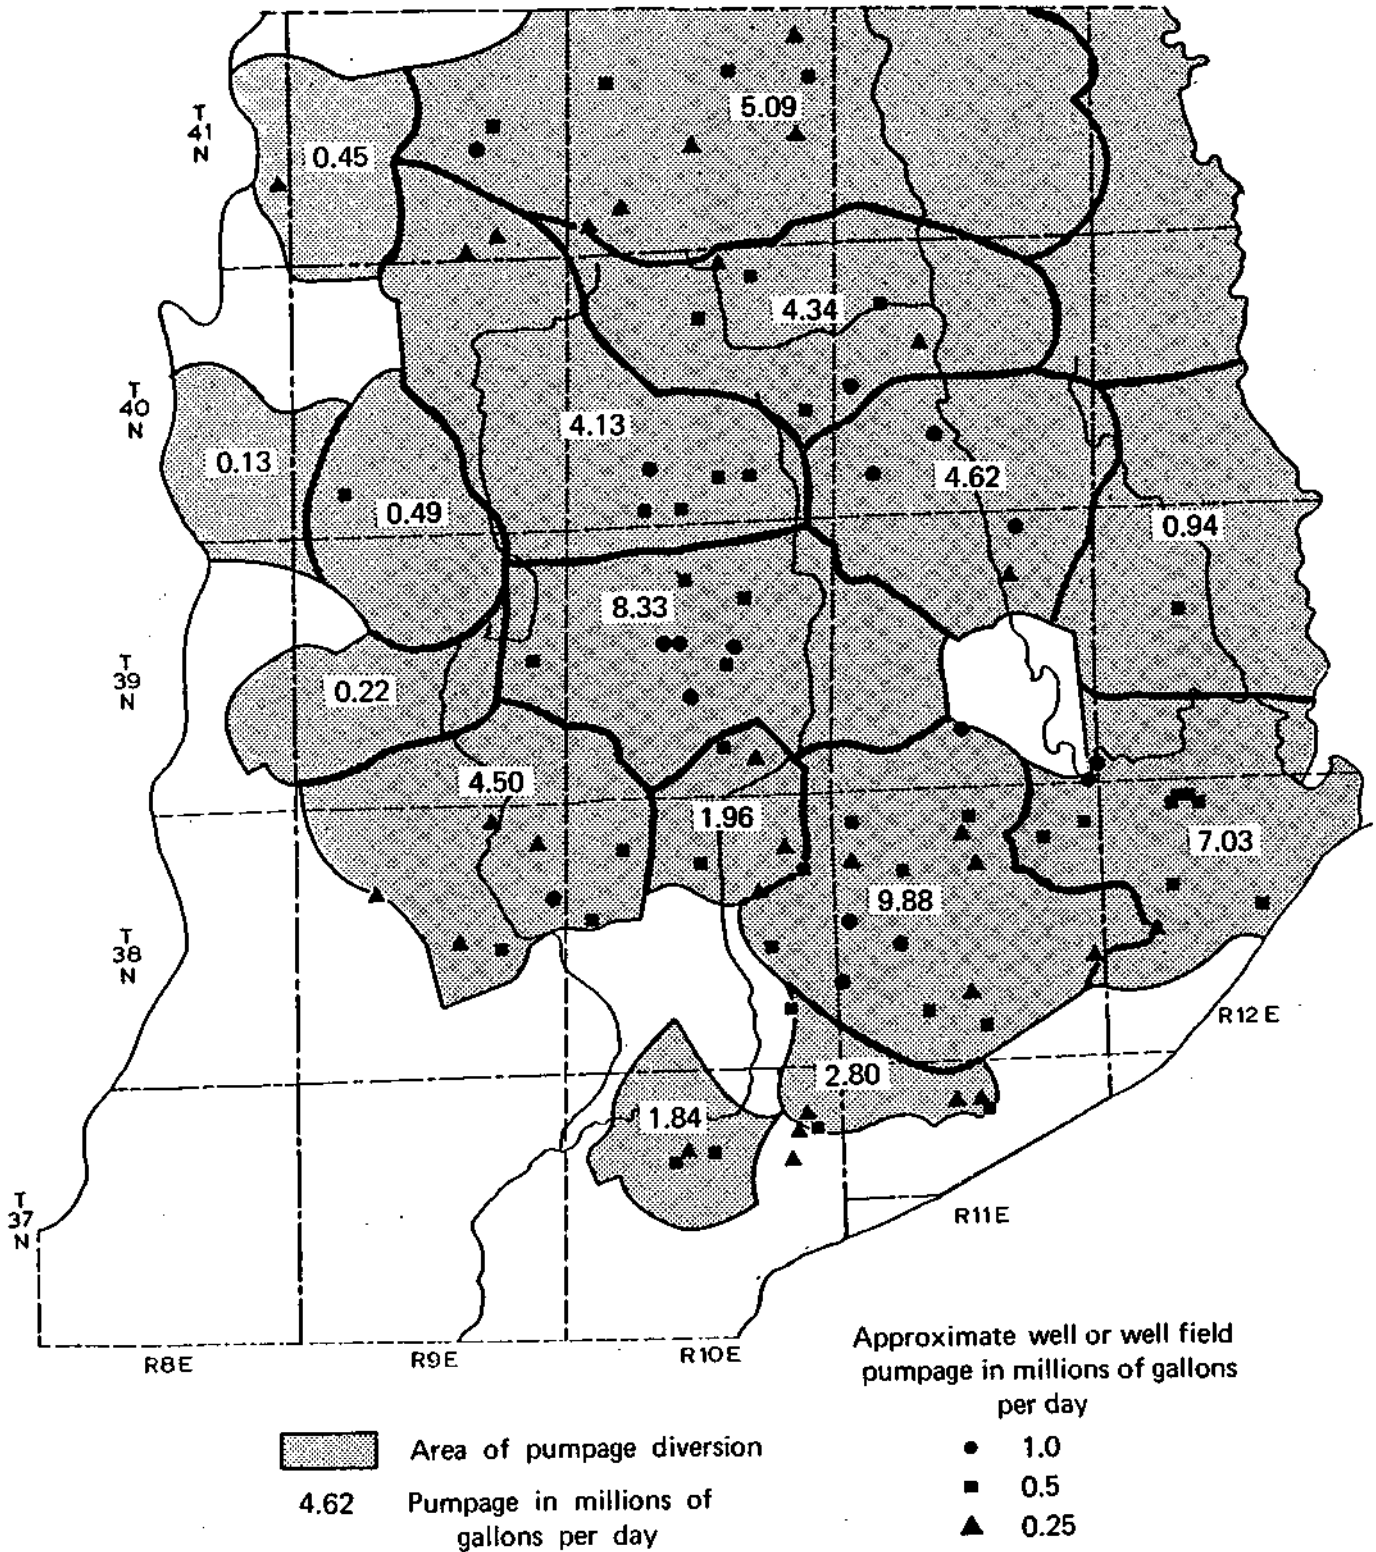 5.09
T
41
N
0.45
4.34
T
40
N
4.13
0.13
4.62
0.49
0.94
8.33
T
39
N
0.22
4.50
1.96
7.03
9.88
T
38
N
R12E
2.80
1.84
T
37
N
R11E
R8E
R9E
R10E
Approximate well or well field
pumpage in millions of gallons
per day
1.0
0.5
0.25
Area of pumpage diversion
4.62 Pumpage in millions of
gallons per day